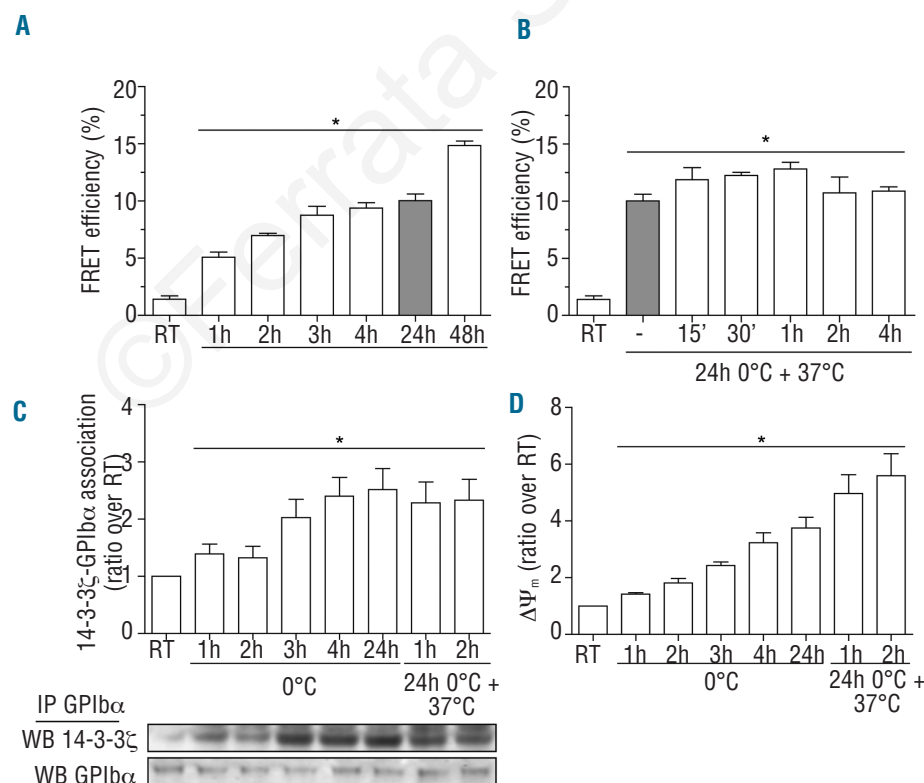 ©Ferrata S
A
FRET efficiency (%)
20
15
10
5
0
*
RT 1h 2h 3h 4h 24h 48h
B
FRET efficiency (%)
20
15
10
5
0
*
RT - 15' 30' 1h 2h 4h
24h 0°C + 37°C
C
14-3-3ζ-GPIbα association
(ratio over RT)
4
3
2
1
0
*
RT 1h 2h 3h 4h 24h 1h 2h
0°C
24h 0°C +
37°C
IP GPIbα
WB 14-3-3ζ
WB GPIbα
D
ΔΨm (ratio over RT)
8
6
4
2
0
*
RT 1h 2h 3h 4h 24h 1h 2h
0°C
24h 0°C +
37°C